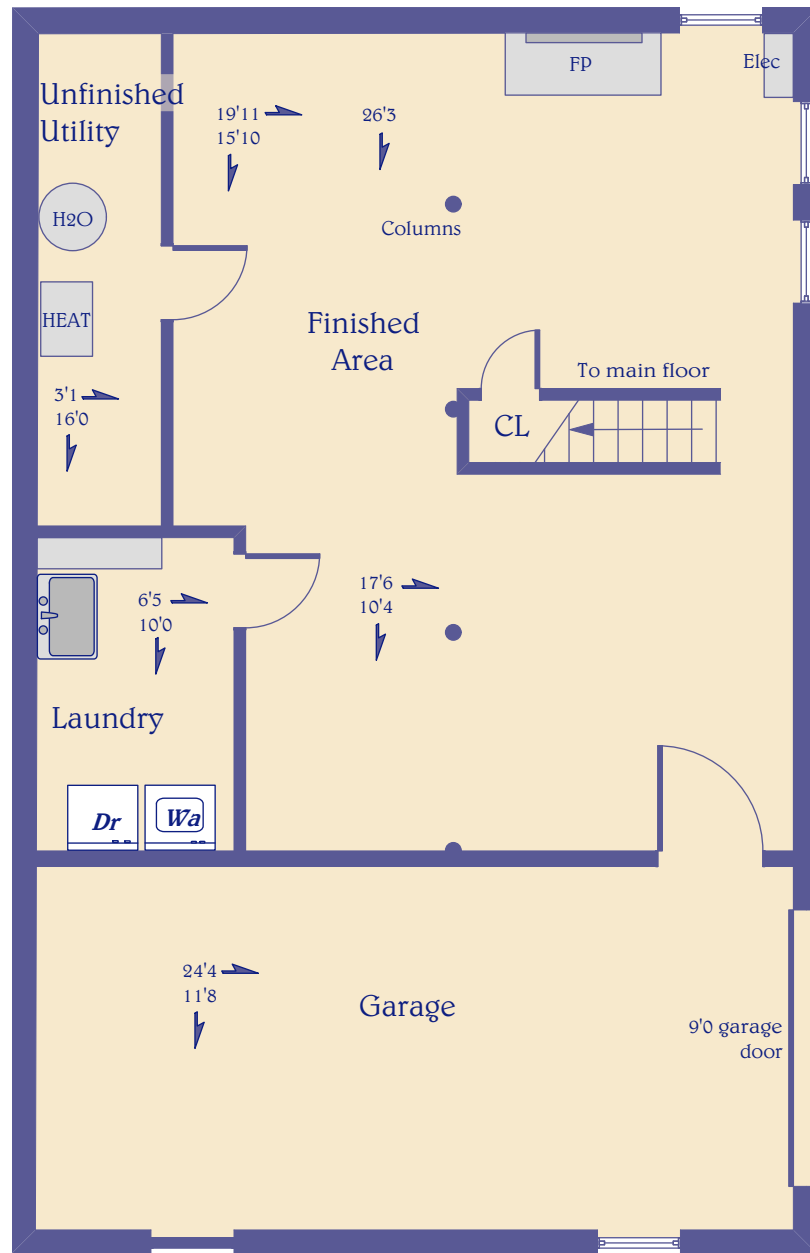 FP
Elec
Unfinished
Utility
19'11
15'10
26'3
H2O
Columns
HEAT
Finished
Area
To main floor
3'1
16'0
CL
17'6
10'4
6'5
10'0
Laundry
Dr
Wa
24'4
11'8
Garage
9'0 garage
door